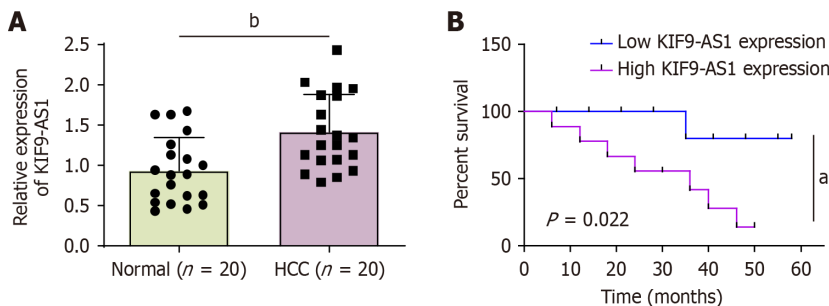 A
b
Relative expression
of KIF9-AS1
2.5
2.0
1.5
1.0
0.5
0.0
Normal (n = 20)
HCC (n = 20)
B
Low KIF9-AS1 expression
High KIF9-AS1 expression
Percent survival
150
100
50
0
a
P = 0.022
0
10
20
30
40
50
60
Time (months)